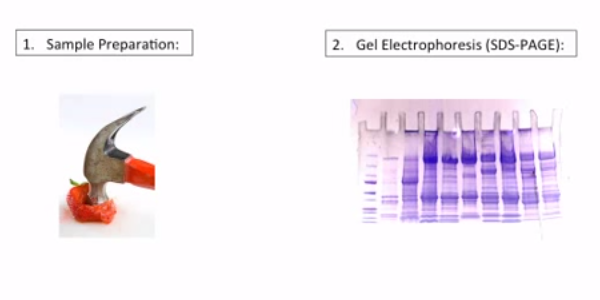 1. Sample Preparation:
2. Gel Electrophoresis (SDS-PAGE):